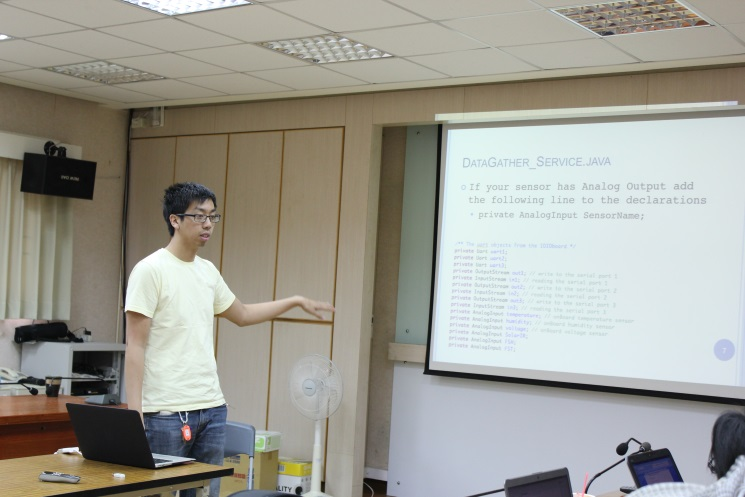 DATAGATHER_SERVICE.JAVA
If your sensor has Analog Output add
the following line to the declarations
private AnalogInput SensorName;
private Uart uart1;
private Uart uart2;
private Uart uart3;
private OutputStream out1; // write to the serial port 1
private InputStream in1; // reading the serial port 1
private OutputStream out2; // write to the serial port 2
private InputStream in2; // reading the serial port 2
private OutputStream out3; // write to the serial port 3
private InputStream in3; // reading the serial port 3
private AnalogInput temperature; // onboard temperature sensor
private AnalogInput humidity; // onboard humidity sensor
private AnalogInput voltage; // onboard voltage sensor
private AnalogInput
private AnalogInput
private AnalogInput